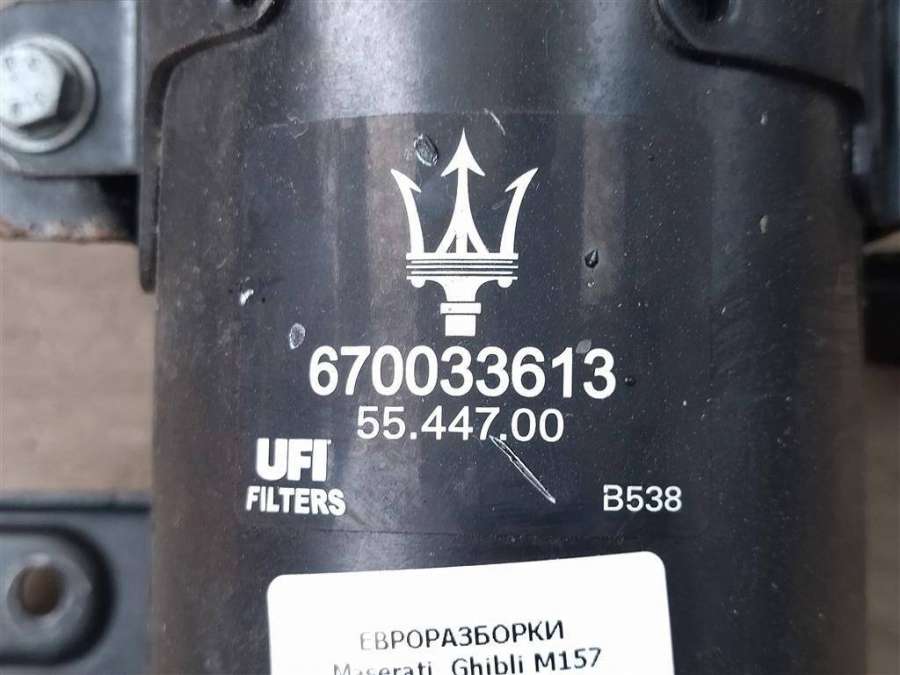 670033613
55.447.00
UFI
FILTERS
B538
ЕВРОРАЗБОРКИ
Maserati Ghibli M157